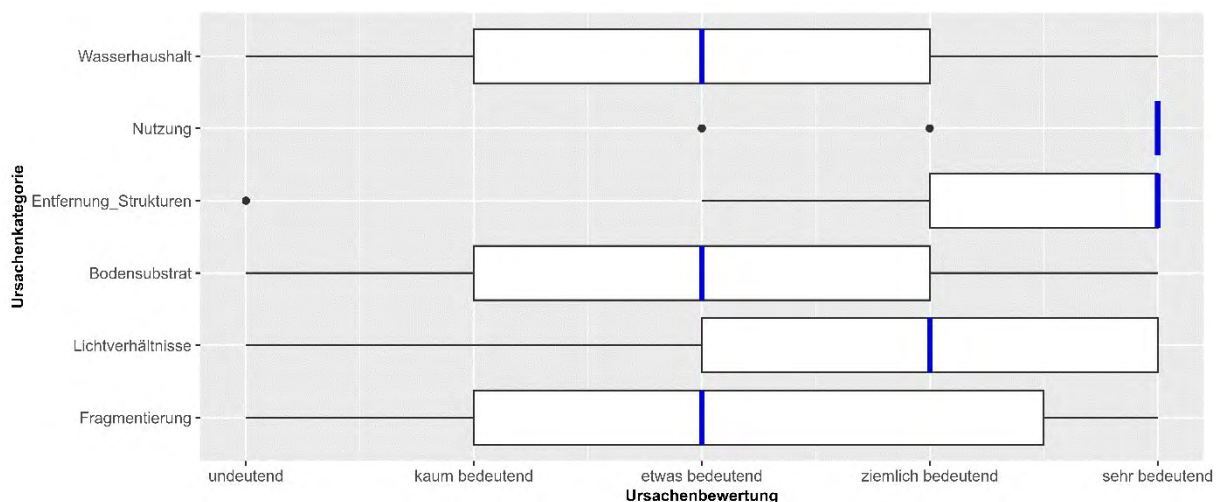 Ursachenkategorie
Wasserhaushalt
Nutzung
Entfernung_Strukturen
Bodensubstrat
Lichtverhältnisse
Fragmentierung
undeutend
kaum bedeutend
etwas bedeutend
ziemlich bedeutend
sehr bedeutend
Ursachenbewertung